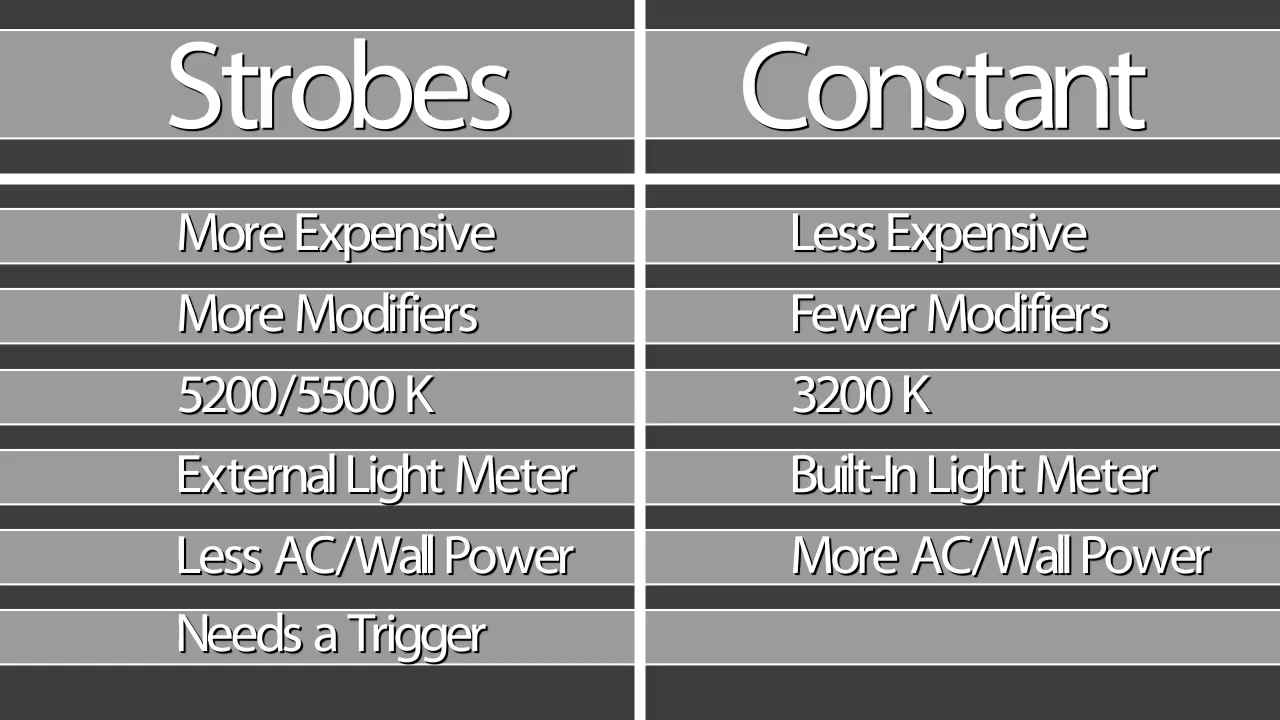 Strobes
Constant
More Expensive
Less Expensive
More Modifiers
Fewer Modifiers
5200/5500 K
3200 K
External Light Meter
Built-In Light Meter
Less AC/Wall Power
More AC/Wall Power
Needs a Trigger